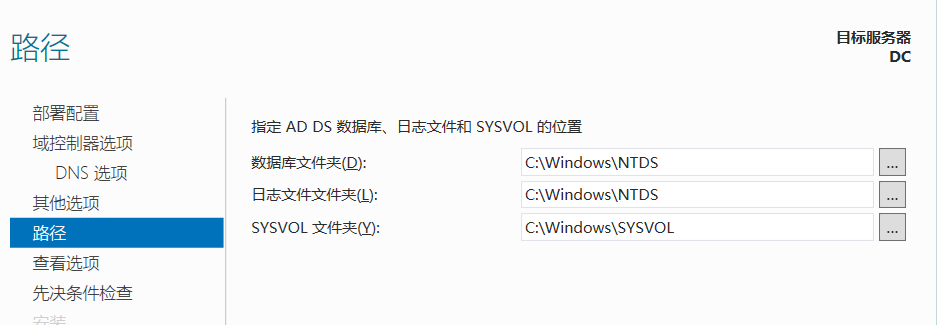 路径
目标服务器
DC
部署配置
域控制器选项
DNS 选项
其他选项
路径
查看选项
先决条件检查
安装
指定 AD DS 数据库、日志文件和 SYSVOL 的位置
数据库文件夹(D): C:\Windows\NTDS ...
日志文件文件夹(L): C:\Windows\NTDS ...
SYSVOL 文件夹(Y): C:\Windows\SYSVOL ...